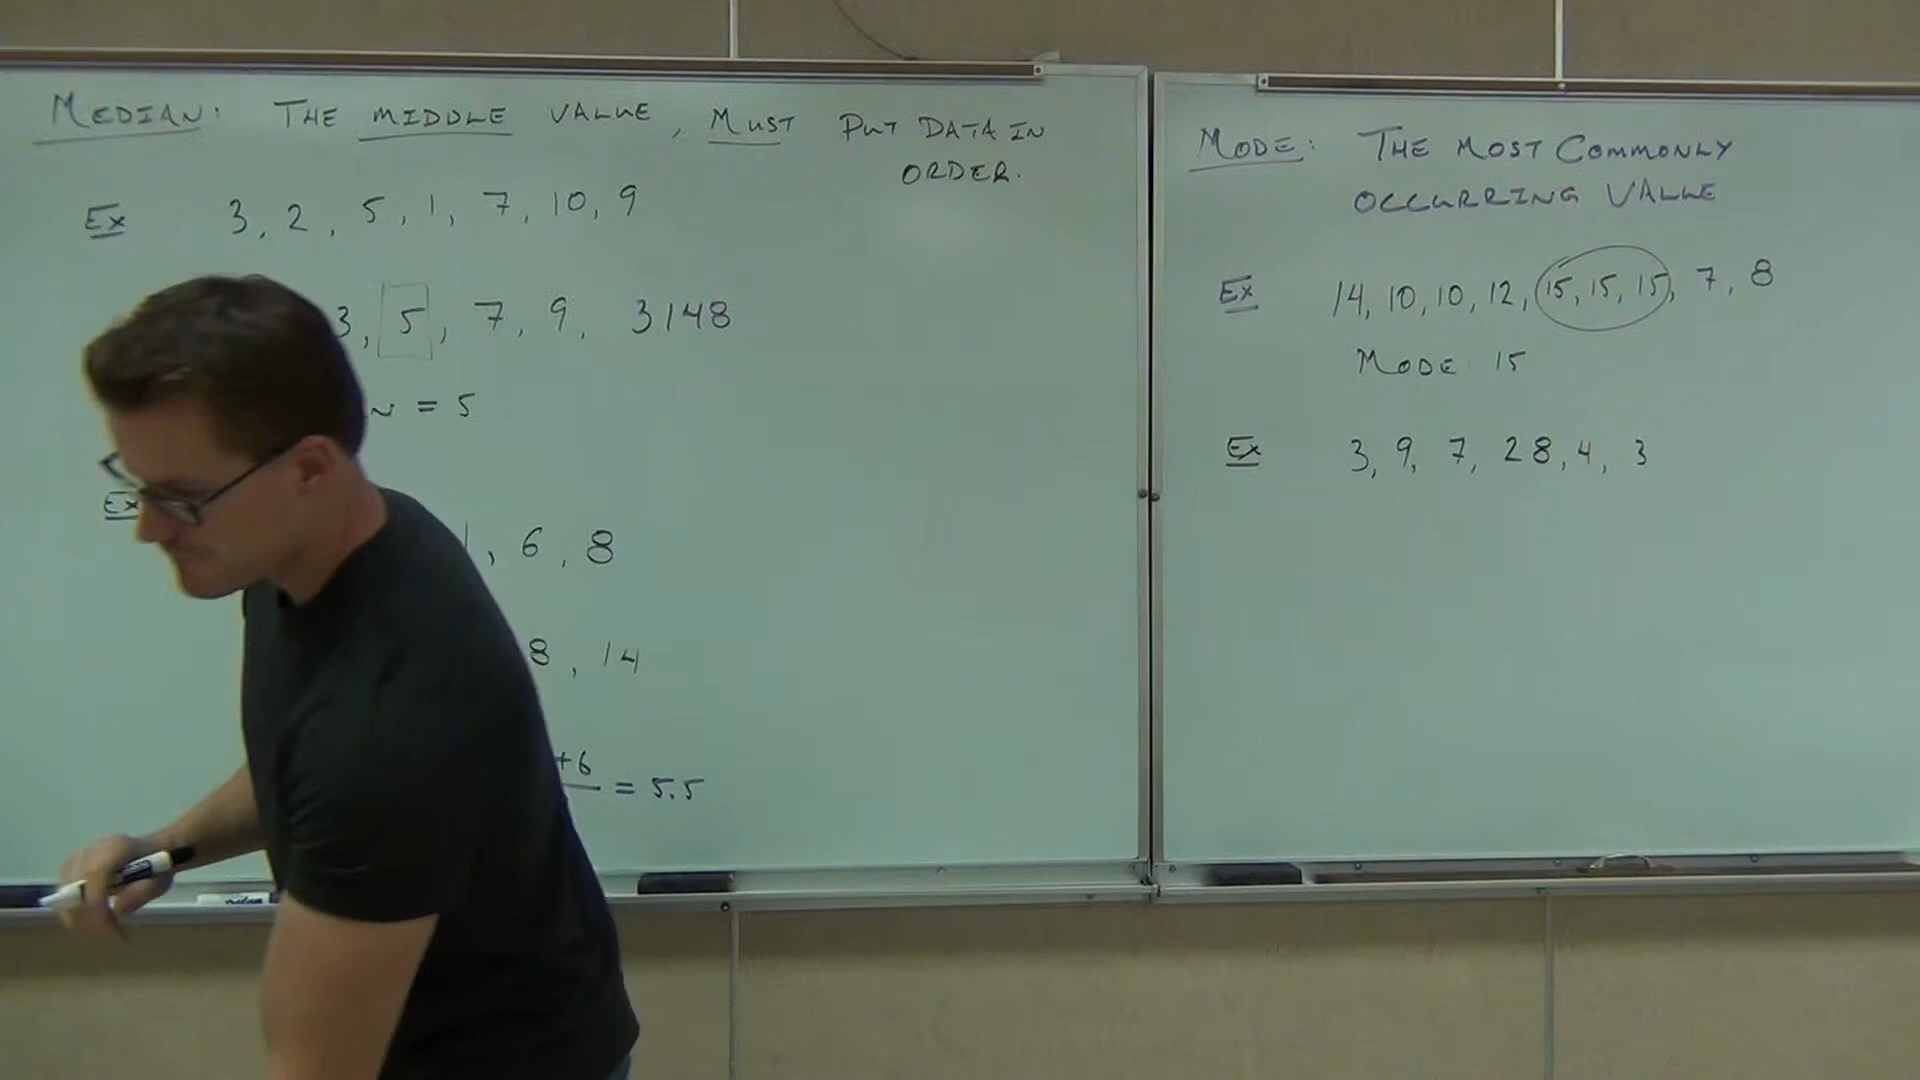 MEDIAN: THE MIDDLE VALUE, MUST PUT DATA IN
ORDER.
Ex 3, 2, 5, 1, 7, 10, 9
3, 5, 7, 9, 3148
= 5
Ex
1, 6, 8
8, 14
+6
= 5.5
MODE: THE MOST COMMONLY
OCCURRING VALUE
Ex 14, 10, 10, 12, 15, 15, 15, 7, 8
MODE: 15
Ex 3, 9, 7, 28, 4, 3